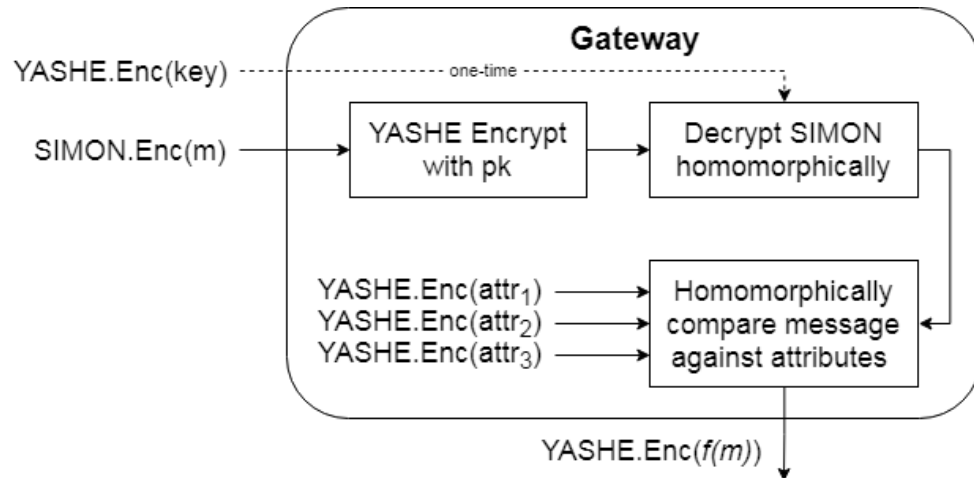 Gateway
YASHE.Enc(key)
one-time
SIMON.Enc(m)
YASHE Encrypt
with pk
Decrypt SIMON
homomorphically
YASHE.Enc(attr₁)
YASHE.Enc(attr₂)
YASHE.Enc(attr₃)
Homomorphically
compare message
against attributes
YASHE.Enc(f(m))